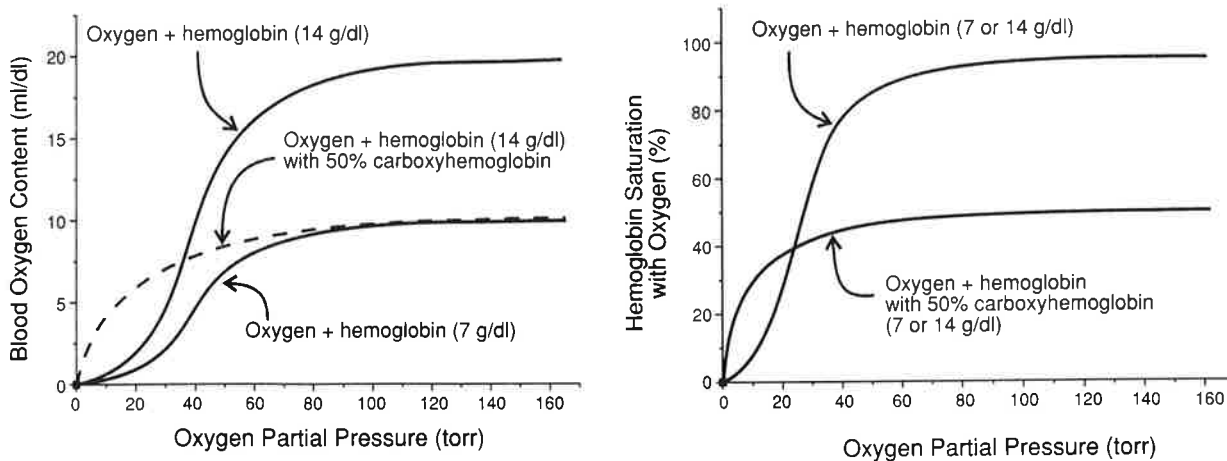 Blood Oxygen Content (ml/dl)
20
15
10
5
0
Oxygen + hemoglobin (14 g/dl)
Oxygen + hemoglobin (14 g/dl)
with 50% carboxyhemoglobin
Oxygen + hemoglobin (7 g/dl)
0 20 40 60 80 100 120 140 160
Oxygen Partial Pressure (torr)
Hemoglobin Saturation
with Oxygen (%)
100
80
60
40
20
0
Oxygen + hemoglobin (7 or 14 g/dl)
Oxygen + hemoglobin
with 50% carboxyhemoglobin
(7 or 14 g/dl)
0 20 40 60 80 100 120 140 160
Oxygen Partial Pressure (torr)